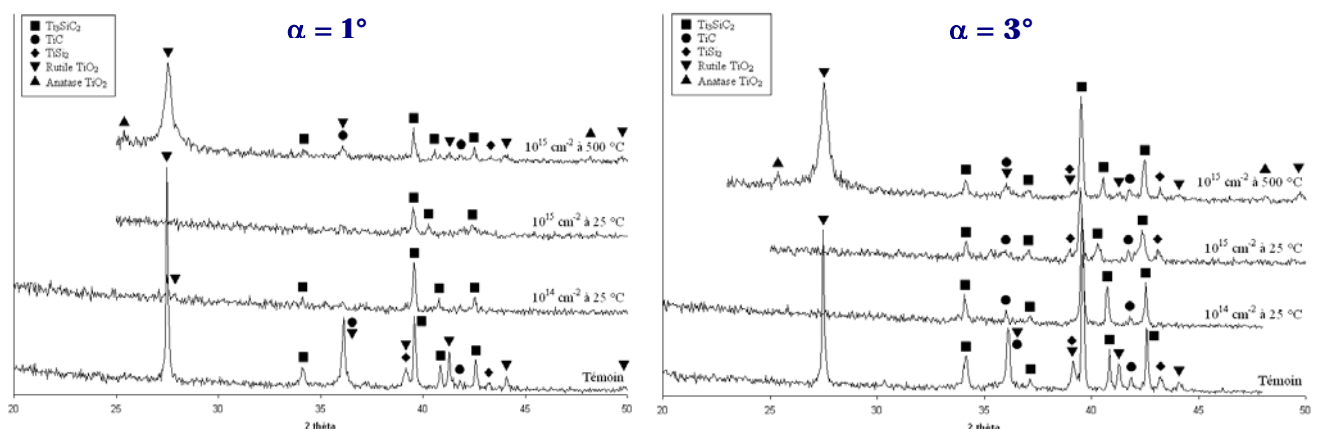 α = 1°
Ti₃SiC₂
TiC
TiSi₂
Rutile TiO₂
Anatase TiO₂
10¹⁵ cm⁻² à 500 °C
10¹⁵ cm⁻² à 25 °C
10¹⁴ cm⁻² à 25 °C
Témoin
20 25 30 35 40 45 50
2 thèta
α = 3°
Ti₃SiC₂
TiC
TiSi₂
Rutile TiO₂
Anatase TiO₂
10¹⁵ cm⁻² à 500 °C
10¹⁵ cm⁻² à 25 °C
10¹⁴ cm⁻² à 25 °C
Témoin
20 25 30 35 40 45 50
2 thèta